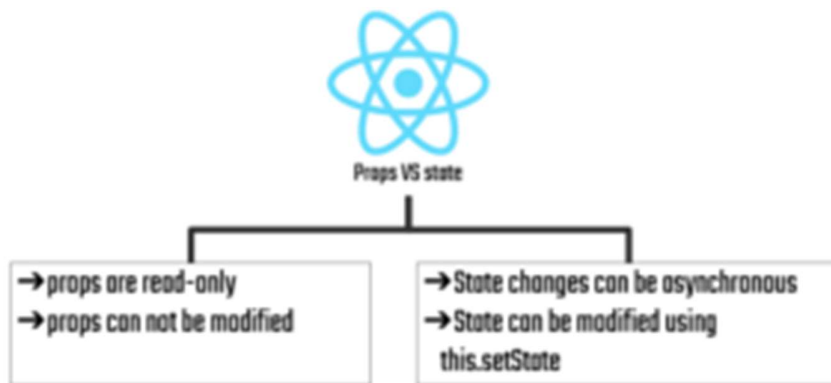 Props VS state
➔props are read-only
➔props can not be modified
➔State changes can be asynchronous
➔State can be modified using
this.setState